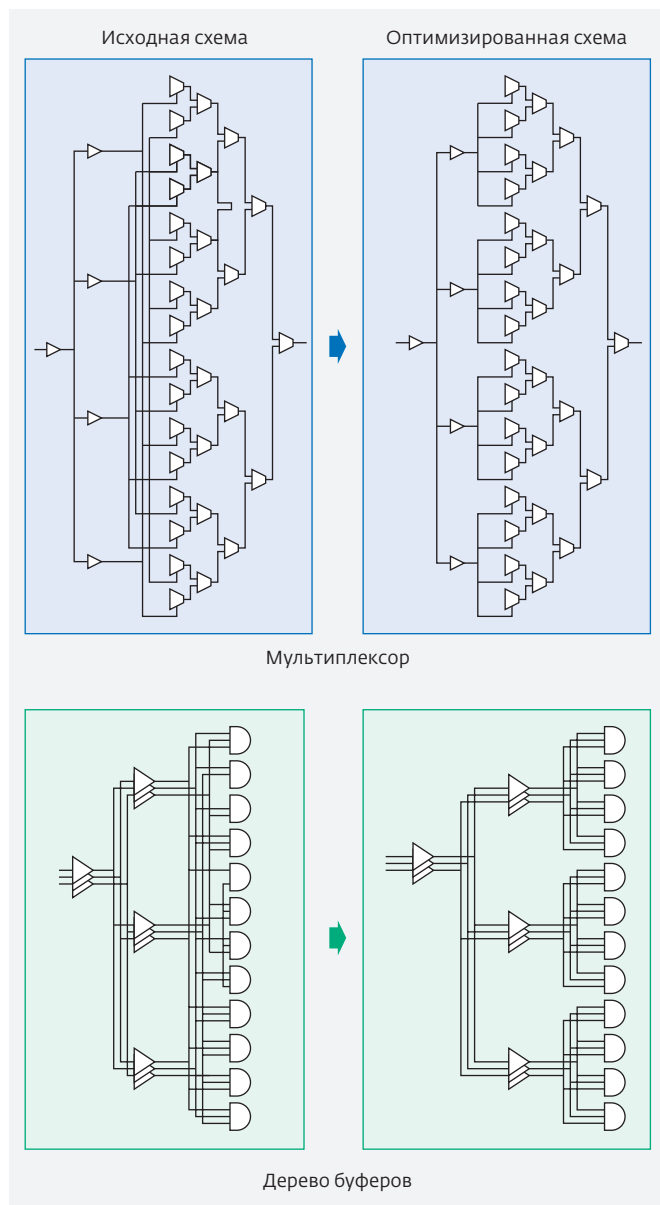 Исходная схема
Оптимизированная схема
Мультиплексор
Дерево буферов